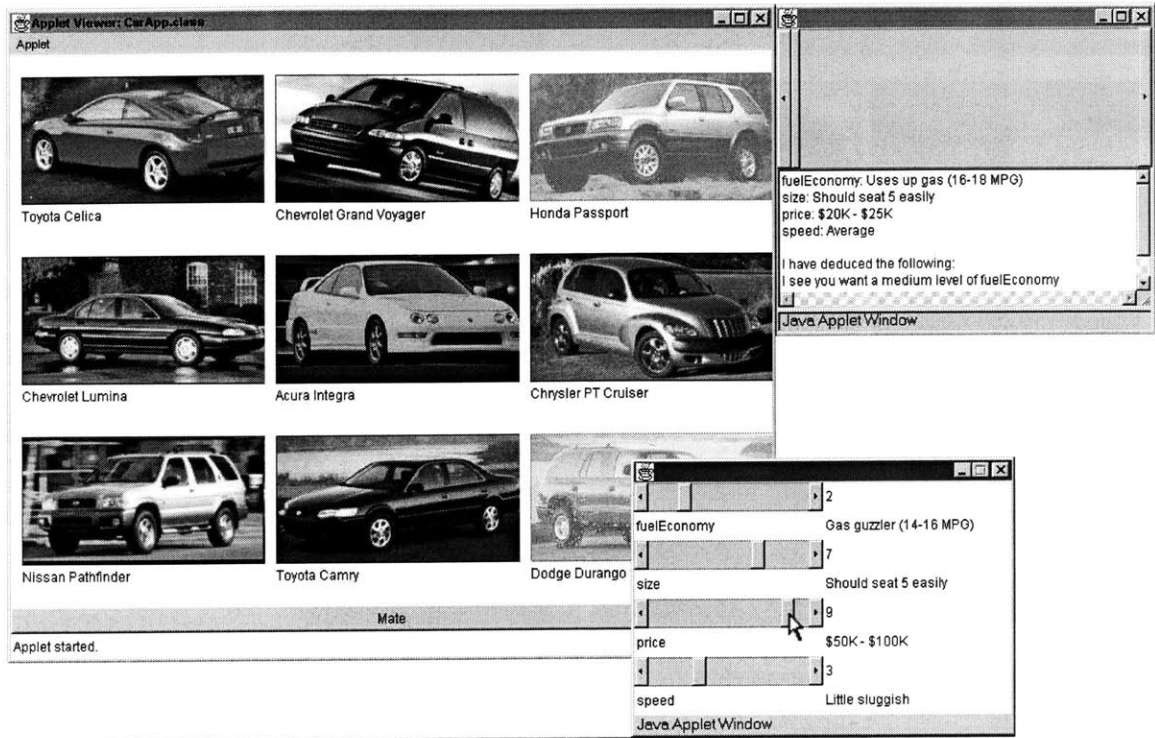 Applet Viewer: CarApp.class
Applet
Toyota Celica
Chevrolet Grand Voyager
Honda Passport
Chevrolet Lumina
Acura Integra
Chrysler PT Cruiser
Nissan Pathfinder
Toyota Camry
Dodge Durango
Mate
Applet started.
fuelEconomy: Uses up gas (16-18 MPG)
size: Should seat 5 easily
price: $20K - $25K
speed: Average
I have deduced the following:
I see you want a medium level of fuelEconomy
Java Applet Window
2
fuelEconomy Gas guzzler (14-16 MPG)
7
size Should seat 5 easily
9
price $50K - $100K
3
speed Little sluggish
Java Applet Window